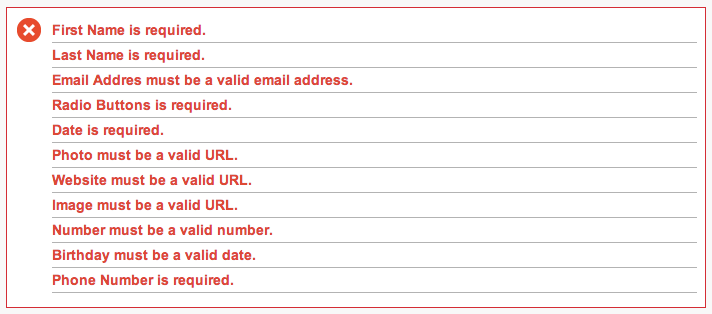 First Name is required.
Last Name is required.
Email Addres must be a valid email address.
Radio Buttons is required.
Date is required.
Photo must be a valid URL.
Website must be a valid URL.
Image must be a valid URL.
Number must be a valid number.
Birthday must be a valid date.
Phone Number is required.